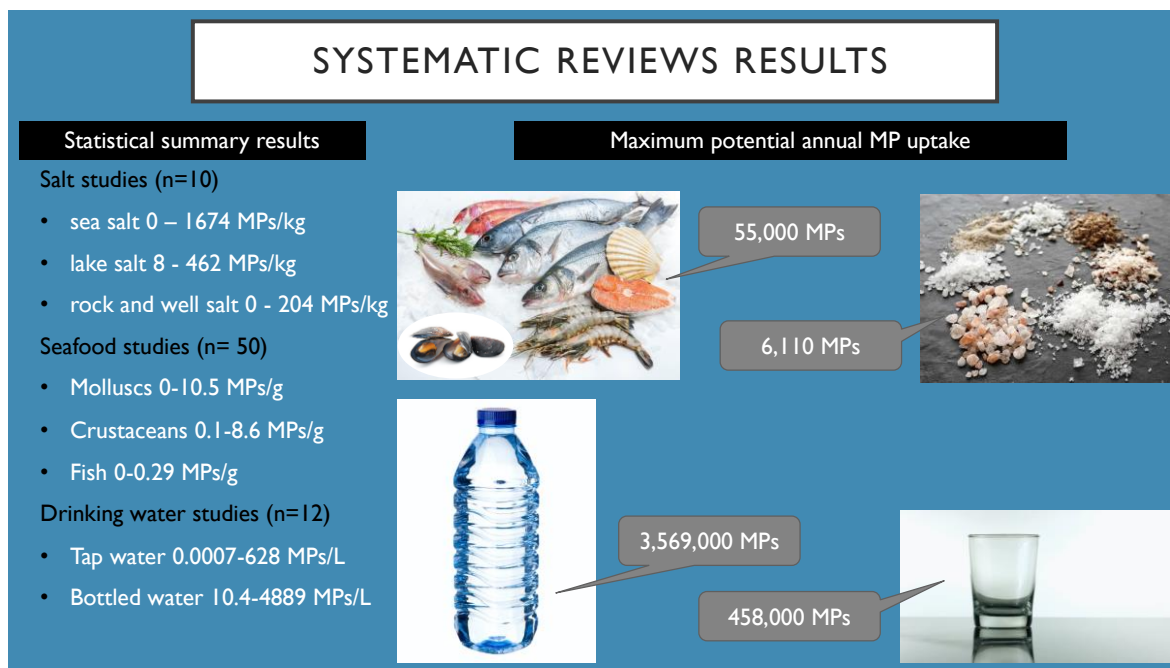 SYSTEMATIC REVIEWS RESULTS
Statistical summary results
Salt studies (n=10)
• sea salt 0 – 1674 MPs/kg
• lake salt 8 - 462 MPs/kg
• rock and well salt 0 - 204 MPs/kg
Seafood studies (n= 50)
• Molluscs 0-10.5 MPs/g
• Crustaceans 0.1-8.6 MPs/g
• Fish 0-0.29 MPs/g
Drinking water studies (n=12)
• Tap water 0.0007-628 MPs/L
• Bottled water 10.4-4889 MPs/L
Maximum potential annual MP uptake
55,000 MPs
6,110 MPs
3,569,000 MPs
458,000 MPs